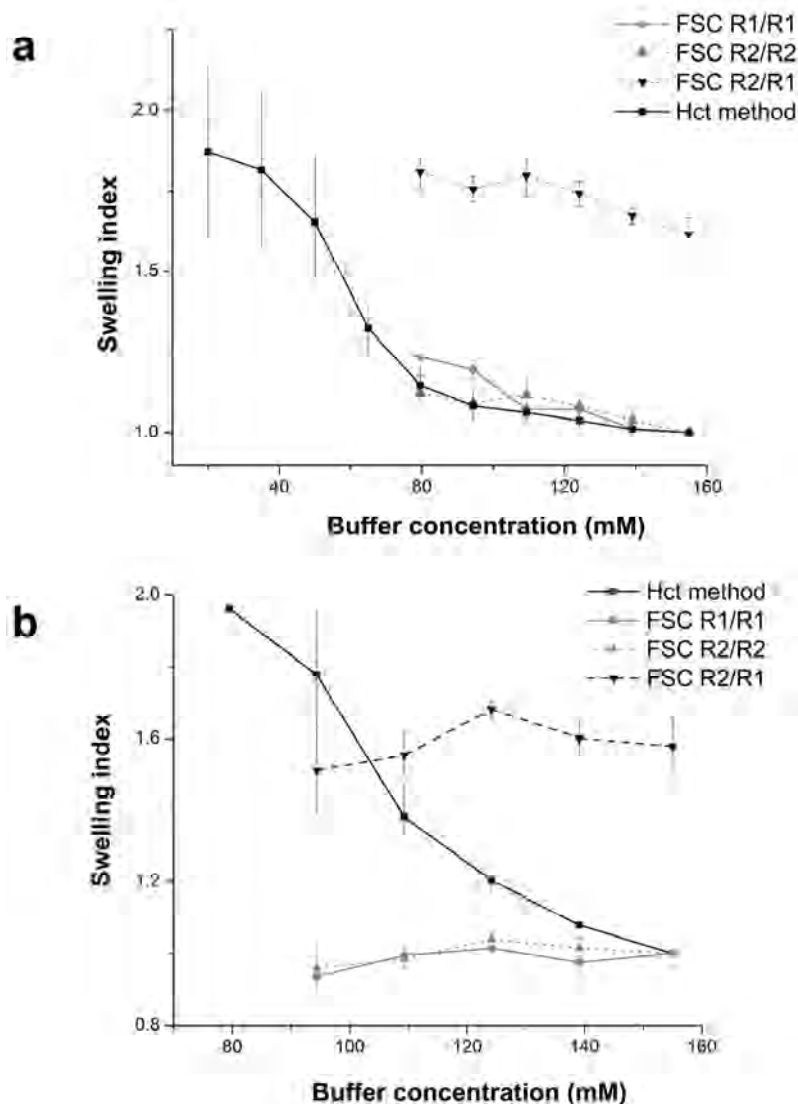 a
FSC R1/R1
FSC R2/R2
FSC R2/R1
Hct method
2.0
1.5
1.0
Swelling index
40
80
120
160
Buffer concentration (mM)
b
Hct method
FSC R1/R1
FSC R2/R2
FSC R2/R1
2.0
1.6
1.2
0.8
Swelling index
80
100
120
140
160
Buffer concentration (mM)